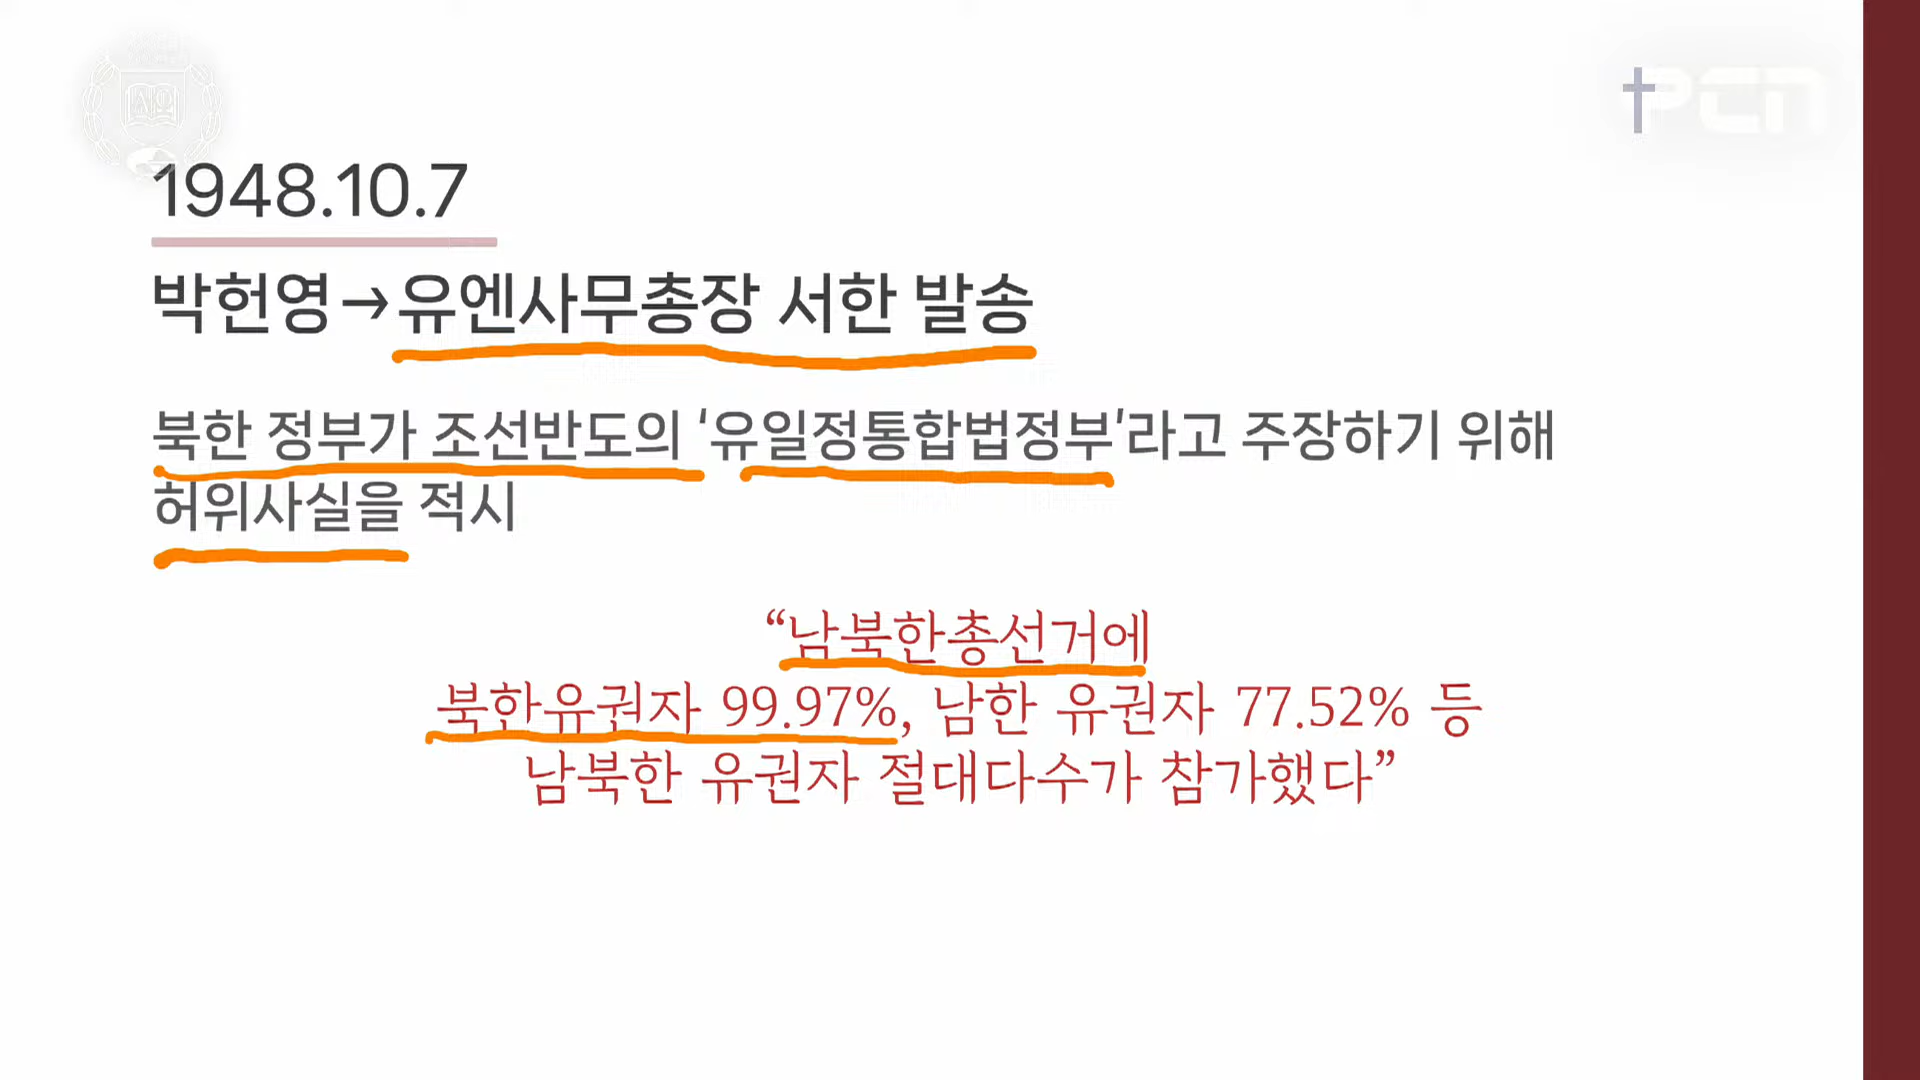 PCN
1948.10.7
박헌영→유엔사무총장 서한 발송
북한 정부가 조선반도의 ‘유일정통합법정부’라고 주장하기 위해
허위사실을 적시
“남북한총선거에
북한유권자 99.97%, 남한 유권자 77.52% 등
남북한 유권자 절대다수가 참가했다”